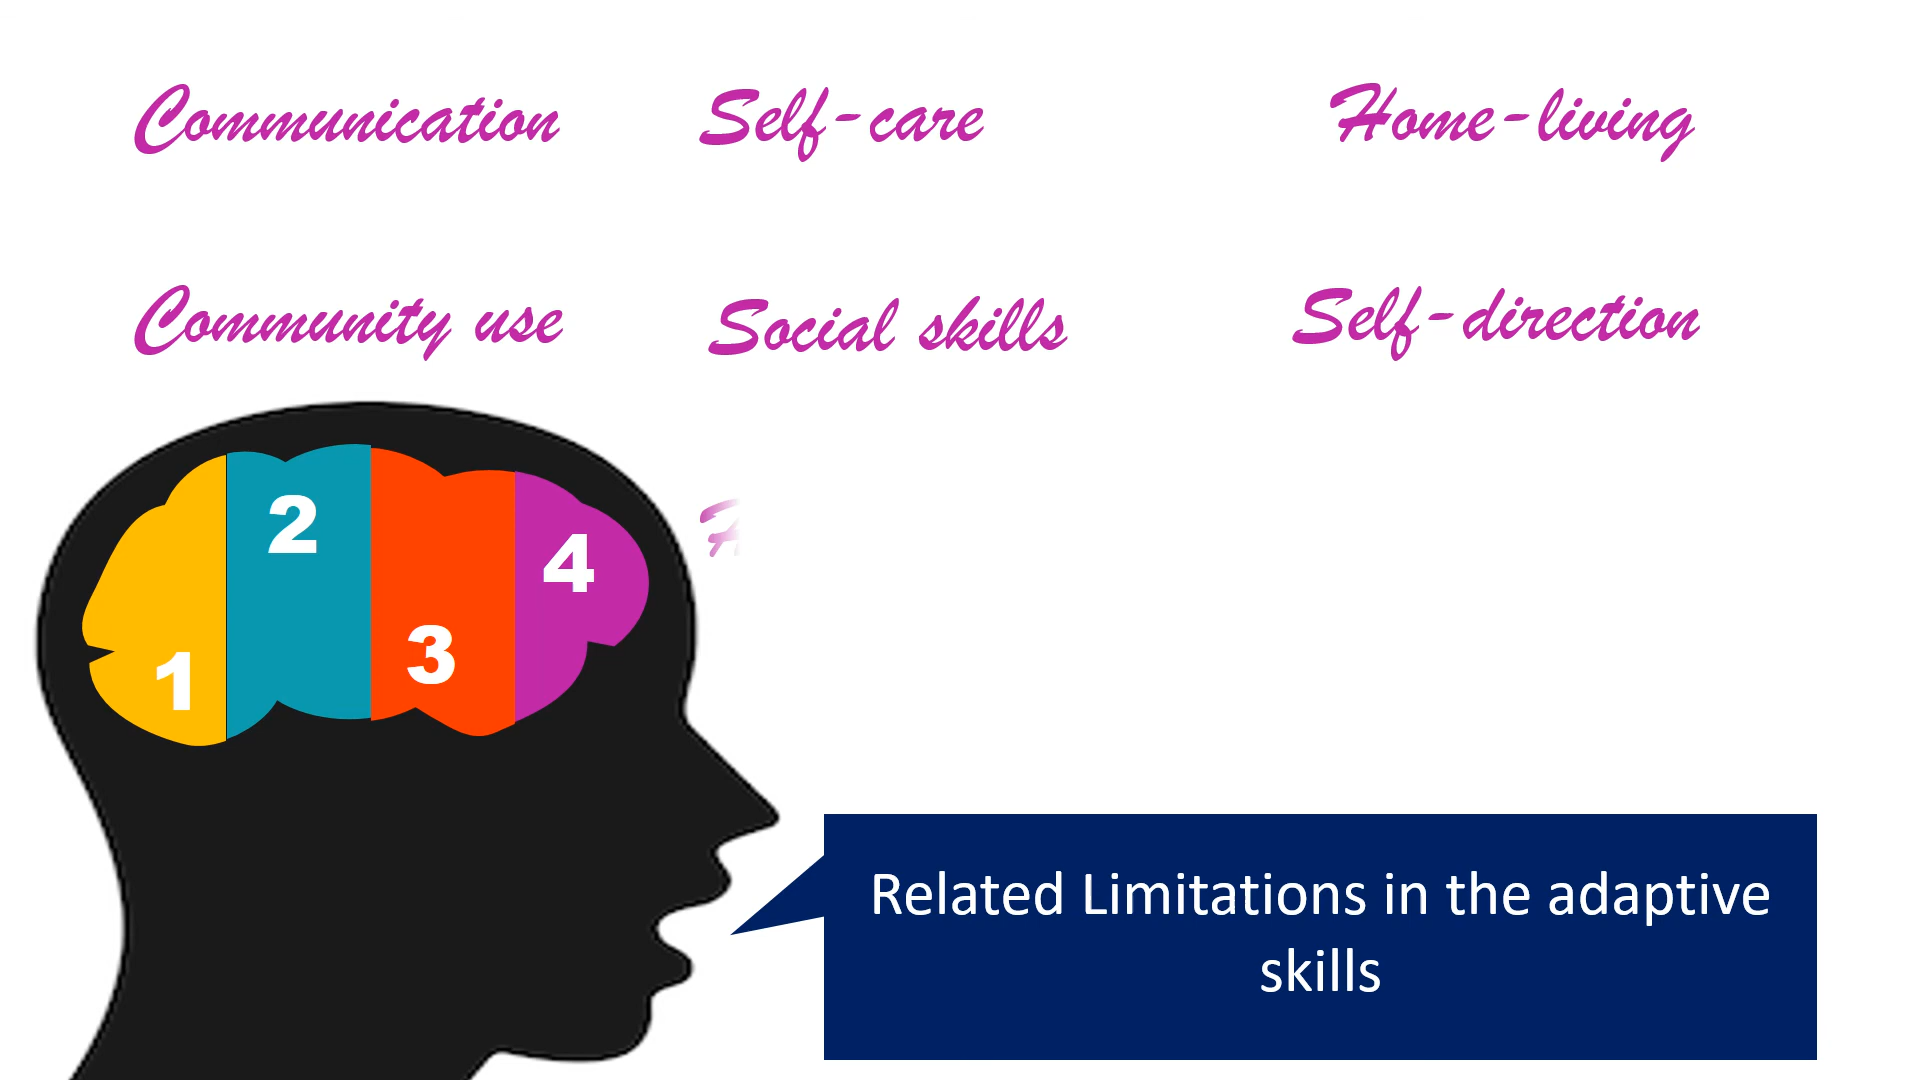 Communication Self-care Home-living
Community use Social skills Self-direction
2
4
3
1
Related Limitations in the adaptive
skills